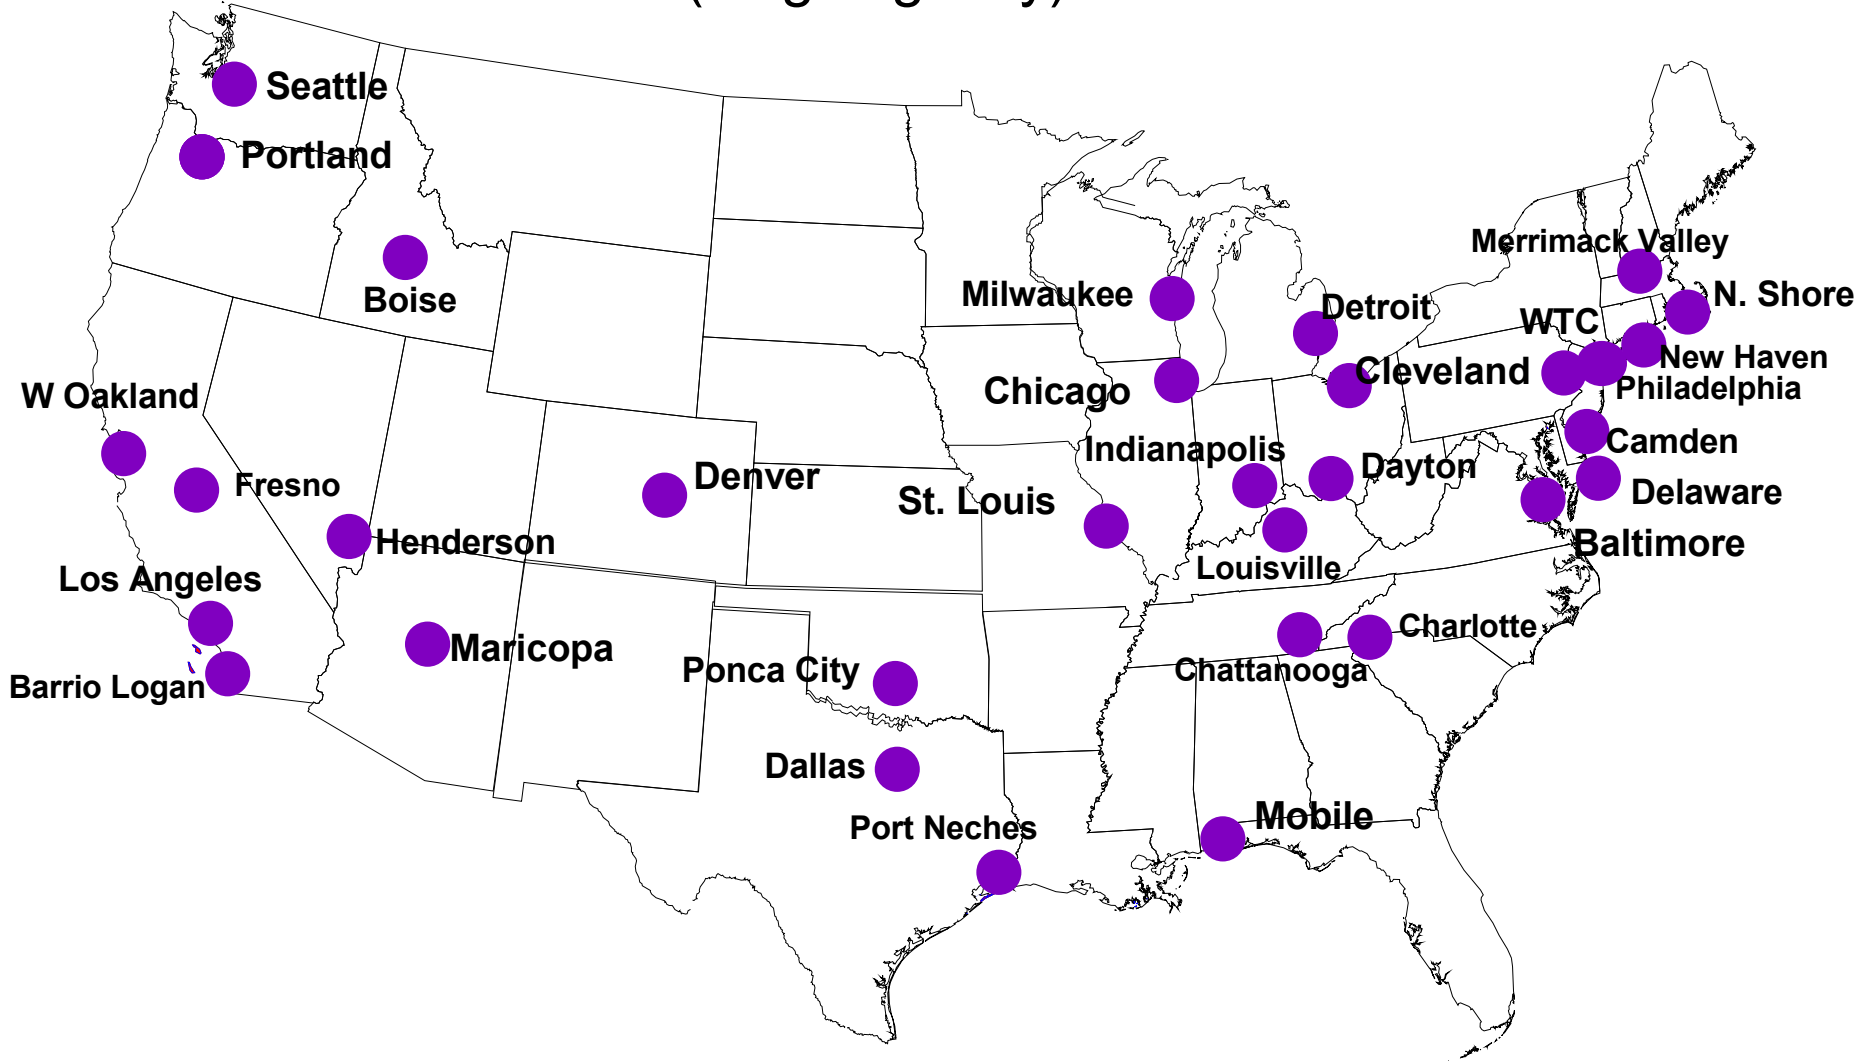 Seattle
Portland
Boise
Merrimack Valley
Milwaukee
N. Shore
Detroit
WTC
New Haven
Cleveland
Philadelphia
Chicago
W Oakland
Camden
Indianapolis
Dayton
Denver
Fresno
St. Louis
Delaware
Henderson
Baltimore
Louisville
Los Angeles
Charlotte
Maricopa
Ponca City
Chattanooga
Barrio Logan
Dallas
Mobile
Port Neches